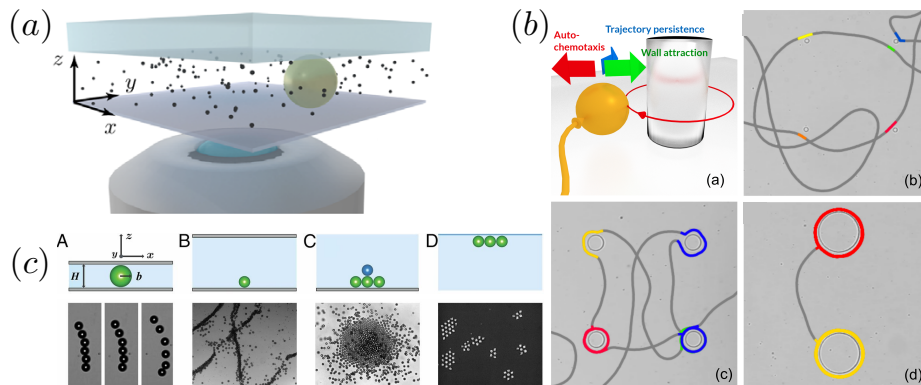 (a)
z
y
x
(b)
Auto-
chemotaxis
Trajectory persistence
Wall attraction
(a)
(b)
(c)
A
z
y
x
H
b
B
C
D
(c)
(d)